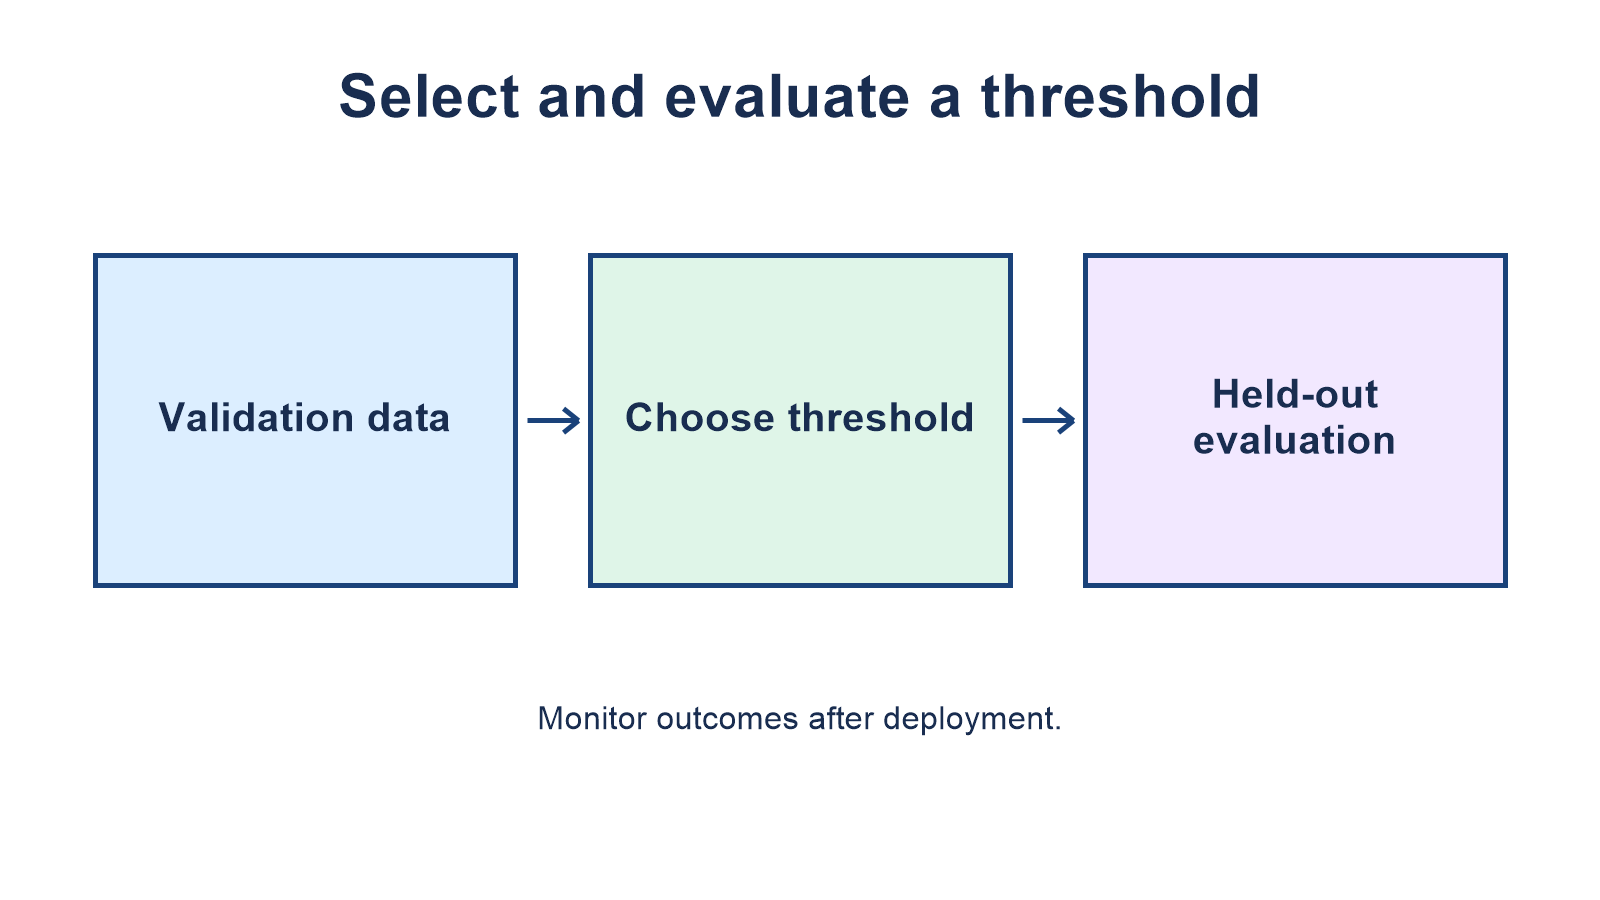 Select and evaluate a threshold
Validation data
Choose threshold
Held-out
evaluation
Monitor outcomes after deployment.